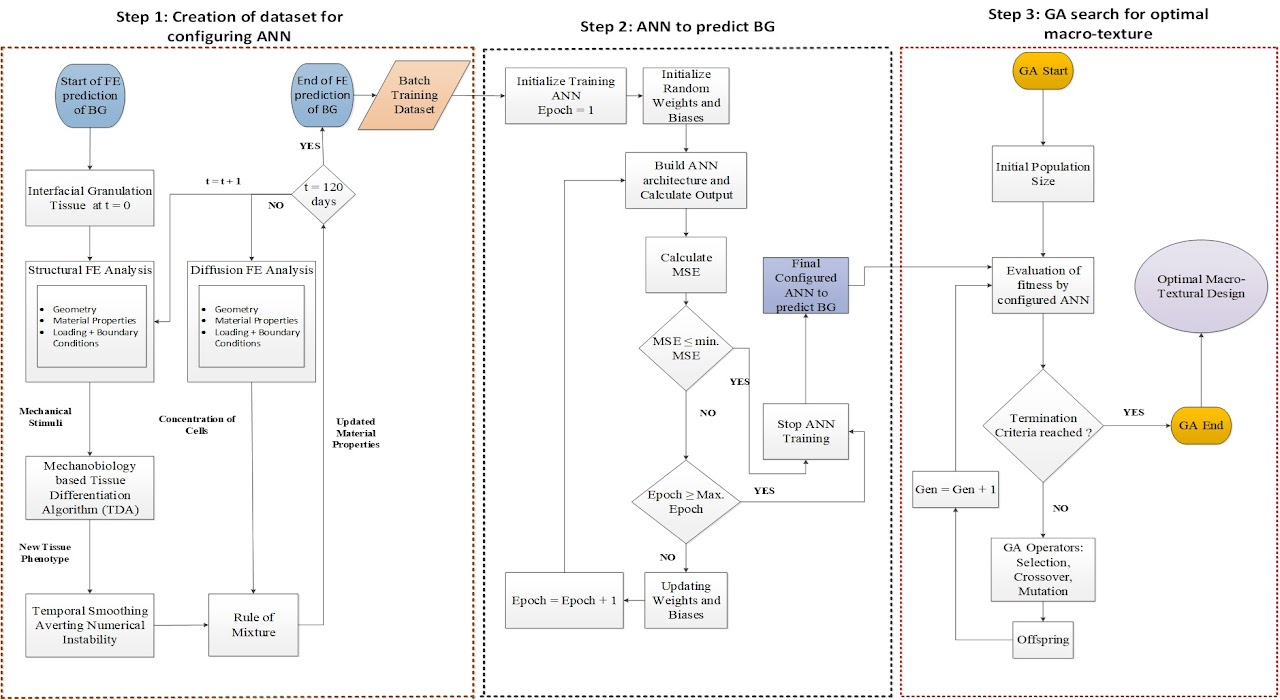 Step 1: Creation of dataset for
configuring ANN
Start of FE
prediction
of BG
End of FE
prediction
of BG
Batch
Training
Dataset
YES
t = t + 1
t = 120
days
NO
Interfacial Granulation
Tissue at t = 0
Structural FE Analysis
• Geometry
• Material Properties
• Loading + Boundary
Conditions
Diffusion FE Analysis
• Geometry
• Material Properties
• Loading + Boundary
Conditions
Mechanical
Stimuli
Concentration of
Cells
Updated
Material
Properties
Mechanobiology
based Tissue
Differentiation
Algorithm (TDA)
New Tissue
Phenotype
Temporal Smoothing
Averting Numerical
Instability
Rule of
Mixture
Step 2: ANN to predict BG
Initialize Training
ANN
Epoch = 1
Initialize
Random
Weights and
Biases
Build ANN
architecture and
Calculate Output
Calculate
MSE
Final
Configured
ANN to
predict BG
MSE ≤ min.
MSE
YES
NO
Stop ANN
Training
Epoch ≥ Max.
Epoch
YES
NO
Epoch = Epoch + 1
Updating
Weights and
Biases
Step 3: GA search for optimal
macro-texture
GA Start
Initial Population
Size
Evaluation of
fitness by
configured ANN
Optimal Macro-
Textural Design
Termination
Criteria reached ?
YES
GA End
Gen = Gen + 1
NO
GA Operators:
Selection,
Crossover,
Mutation
Offspring